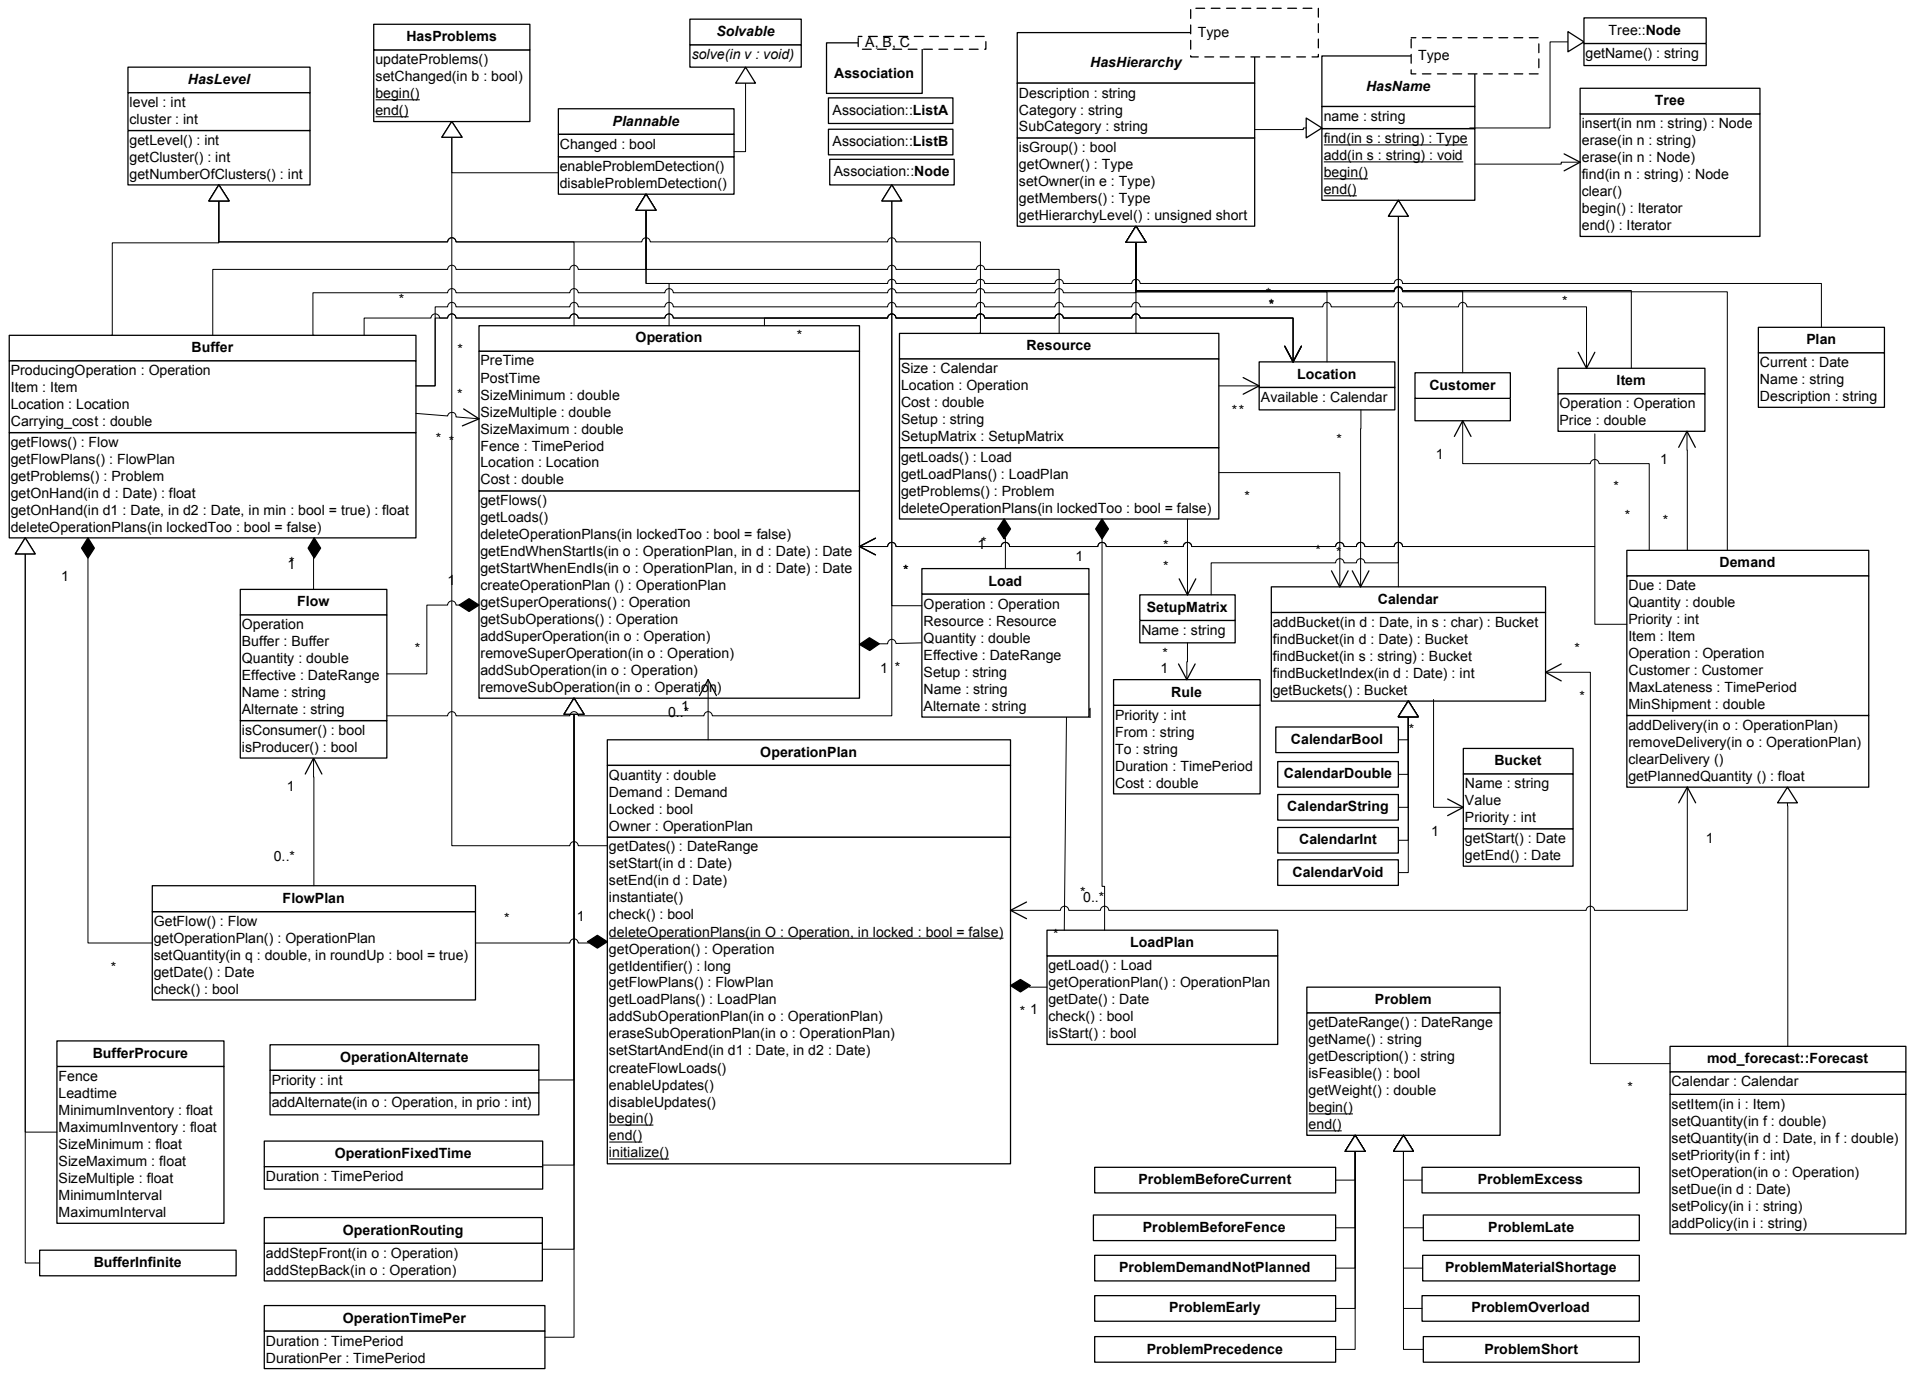 HasLevel
level : int
cluster : int
getLevel() : int
getCluster() : int
getNumberOfClusters() : int
HasProblems
updateProblems()
setChanged(in b : bool)
begin()
end()
Solvable
solve(in v : void)
Plannable
Changed : bool
enableProblemDetection()
disableProblemDetection()
A, B, C
Association
Association::ListA
Association::ListB
Association::Node
Type
HasHierarchy
Description : string
Category : string
SubCategory : string
isGroup() : bool
getOwner() : Type
setOwner(in e : Type)
getMembers() : Type
getHierarchyLevel() : unsigned short
Type
HasName
name : string
find(in s : string) : Type
add(in s : string) : void
begin()
end()
Tree::Node
getName() : string
Tree
insert(in nm : string) : Node
erase(in n : string)
erase(in n : Node)
find(in n : string) : Node
clear()
begin() : Iterator
end() : Iterator
Buffer
ProducingOperation : Operation
Item : Item
Location : Location
Carrying_cost : double
getFlows() : Flow
getFlowPlans() : FlowPlan
getProblems() : Problem
getOnHand(in d : Date) : float
getOnHand(in d1 : Date, in d2 : Date, in min : bool = true) : float
deleteOperationPlans(in lockedToo : bool = false)
Operation
PreTime
PostTime
SizeMinimum : double
SizeMultiple : double
SizeMaximum : double
Fence : TimePeriod
Location : Location
Cost : double
getFlows()
getLoads()
deleteOperationPlans(in lockedToo : bool = false)
getEndWhenStartIs(in o : OperationPlan, in d : Date) : Date
getStartWhenEndIs(in o : OperationPlan, in d : Date) : Date
createOperationPlan () : OperationPlan
getSuperOperations() : Operation
getSubOperations() : Operation
addSuperOperation(in o : Operation)
removeSuperOperation(in o : Operation)
addSubOperation(in o : Operation)
removeSubOperation(in o : Operation)
Resource
Size : Calendar
Location : Operation
Cost : double
Setup : string
SetupMatrix : SetupMatrix
getLoads() : Load
getLoadPlans() : LoadPlan
getProblems() : Problem
deleteOperationPlans(in lockedToo : bool = false)
Location
Available : Calendar
Customer
Item
Operation : Operation
Price : double
Plan
Current : Date
Name : string
Description : string
Flow
Operation
Buffer : Buffer
Quantity : double
Effective : DateRange
Name : string
Alternate : string
isConsumer() : bool
isProducer() : bool
Load
Operation : Operation
Resource : Resource
Quantity : double
Effective : DateRange
Setup : string
Name : string
Alternate : string
SetupMatrix
Name : string
Rule
Priority : int
From : string
To : string
Duration : TimePeriod
Cost : double
Calendar
addBucket(in d : Date, in s : char) : Bucket
findBucket(in d : Date) : Bucket
findBucket(in s : string) : Bucket
findBucketIndex(in d : Date) : int
getBuckets() : Bucket
CalendarBool
CalendarDouble
CalendarString
CalendarInt
CalendarVoid
Bucket
Name : string
Value
Priority : int
getStart() : Date
getEnd() : Date
Demand
Due : Date
Quantity : double
Priority : int
Item : Item
Operation : Operation
Customer : Customer
MaxLateness : TimePeriod
MinShipment : double
addDelivery(in o : OperationPlan)
removeDelivery(in o : OperationPlan)
clearDelivery ()
getPlannedQuantity () : float
OperationPlan
Quantity : double
Demand : Demand
Locked : bool
Owner : OperationPlan
getDates() : DateRange
setStart(in d : Date)
setEnd(in d : Date)
instantiate()
check() : bool
deleteOperationPlans(in O : Operation, in locked : bool = false)
getOperation() : Operation
getIdentifier() : long
getFlowPlans() : FlowPlan
getLoadPlans() : LoadPlan
addSubOperationPlan(in o : OperationPlan)
eraseSubOperationPlan(in o : OperationPlan)
setStartAndEnd(in d1 : Date, in d2 : Date)
createFlowLoads()
enableUpdates()
disableUpdates()
begin()
end()
initialize()
FlowPlan
GetFlow() : Flow
getOperationPlan() : OperationPlan
setQuantity(in q : double, in roundUp : bool = true)
getDate() : Date
check() : bool
LoadPlan
getLoad() : Load
getOperationPlan() : OperationPlan
getDate() : Date
check() : bool
isStart() : bool
BufferProcure
Fence
Leadtime
MinimumInventory : float
MaximumInventory : float
SizeMinimum : float
SizeMaximum : float
SizeMultiple : float
MinimumInterval
MaximumInterval
BufferInfinite
OperationAlternate
Priority : int
addAlternate(in o : Operation, in prio : int)
OperationFixedTime
Duration : TimePeriod
OperationRouting
addStepFront(in o : Operation)
addStepBack(in o : Operation)
OperationTimePer
Duration : TimePeriod
DurationPer : TimePeriod
Problem
getDateRange() : DateRange
getName() : string
getDescription() : string
isFeasible() : bool
getWeight() : double
begin()
end()
ProblemBeforeCurrent
ProblemBeforeFence
ProblemDemandNotPlanned
ProblemEarly
ProblemPrecedence
ProblemExcess
ProblemLate
ProblemMaterialShortage
ProblemOverload
ProblemShort
mod_forecast::Forecast
Calendar : Calendar
setItem(in i : Item)
setQuantity(in f : double)
setQuantity(in d : Date, in f : double)
setPriority(in f : int)
setOperation(in o : Operation)
setDue(in d : Date)
setPolicy(in i : string)
addPolicy(in i : string)
1
1
1
0..*
1
0..*
1
1
0..*
1
1
1
1
1
1